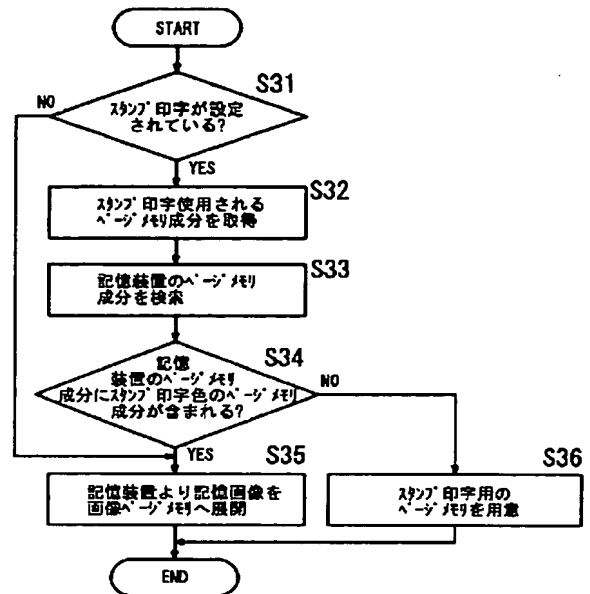 START
S31
NO
ｽﾀﾝﾌﾟ印字が設定
されている?
YES
S32
ｽﾀﾝﾌﾟ印字使用される
ﾍﾟｰｼﾞﾒﾓﾘ成分を取得
S33
記憶装置のﾍﾟｰｼﾞﾒﾓﾘ
成分を検索
S34
記憶
装置のﾍﾟｰｼﾞﾒﾓﾘ
成分にｽﾀﾝﾌﾟ印字色のﾍﾟｰｼﾞﾒﾓﾘ
成分が含まれる?
NO
YES
S35
記憶装置より記憶画像を
画像ﾍﾟｰｼﾞﾒﾓﾘへ展開
S36
ｽﾀﾝﾌﾟ印字用の
ﾍﾟｰｼﾞﾒﾓﾘを用意
END